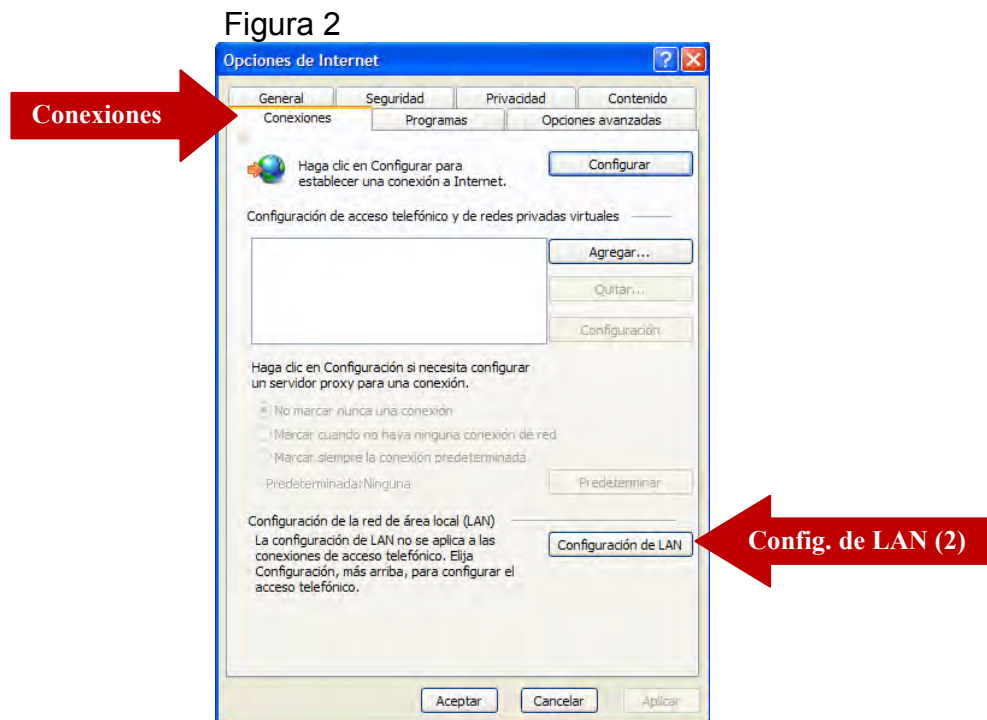 Figura 2
Opciones de Internet
General Seguridad Privacidad Contenido
Conexiones
Conexiones Programas Opciones avanzadas
Haga clic en Configurar para
establecer una conexión a Internet.
Configurar
Configuración de acceso telefónico y de redes privadas virtuales
Agregar...
Quitar...
Configuración
Haga clic en Configuración si necesita configurar
un servidor proxy para una conexión.
No marcar nunca una conexión
Marcar cuando no haya ninguna conexión de red
Marcar siempre la conexión predeterminada
Predeterminada: Ninguna
Predeterminar
Configuración de la red de área local (LAN)
La configuración de LAN no se aplica a las
conexiones de acceso telefónico. Elija
Configuración, más arriba, para configurar el
acceso telefónico.
Configuración de LAN
Config. de LAN (2)
Aceptar Cancelar Aplicar